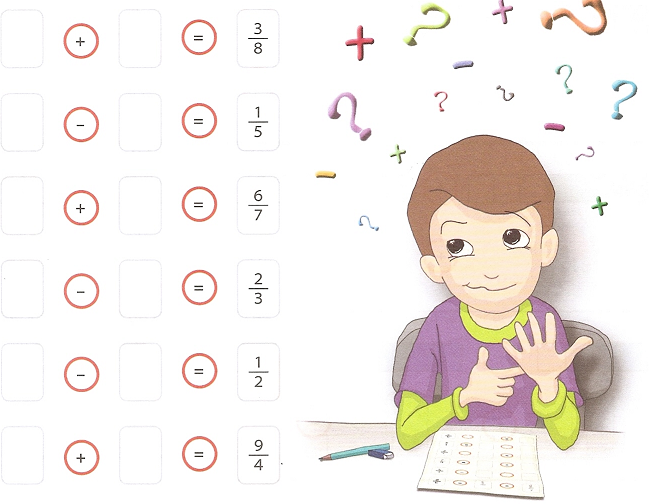 + = 3/8
- = 1/5
+ = 6/7
- = 2/3
- = 1/2
+ = 9/4